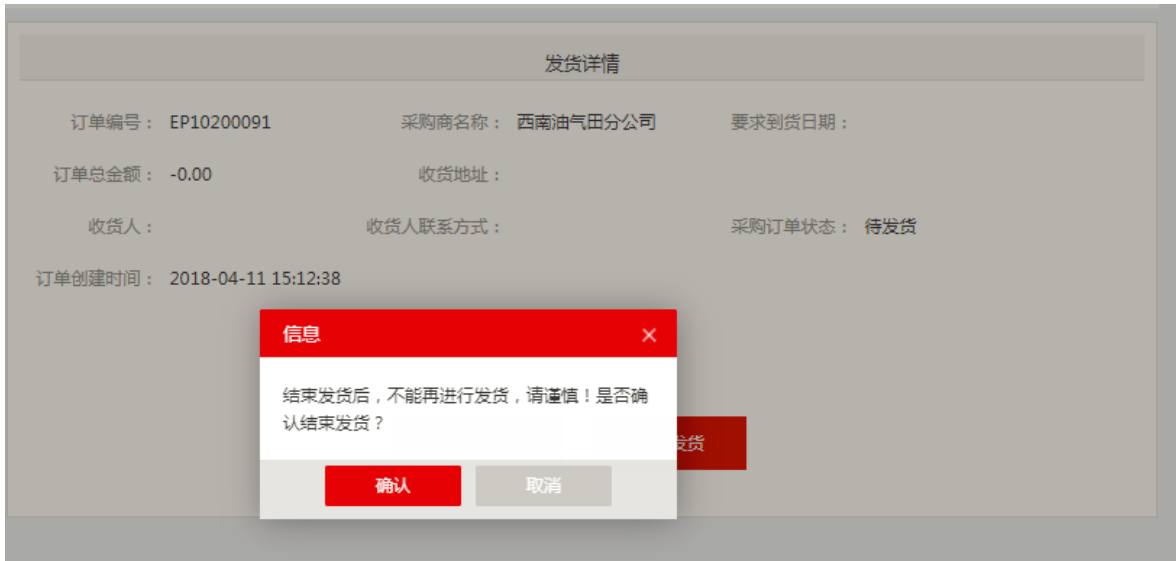 发货详情
订单编号： EP10200091 采购商名称： 西南油气田分公司 要求到货日期：
订单总金额： -0.00 收货地址：
收货人： 收货人联系方式： 采购订单状态： 待发货
订单创建时间： 2018-04-11 15:12:38
信息 ×
结束发货后，不能再进行发货，请谨慎！是否确
认结束发货？
发货
确认 取消